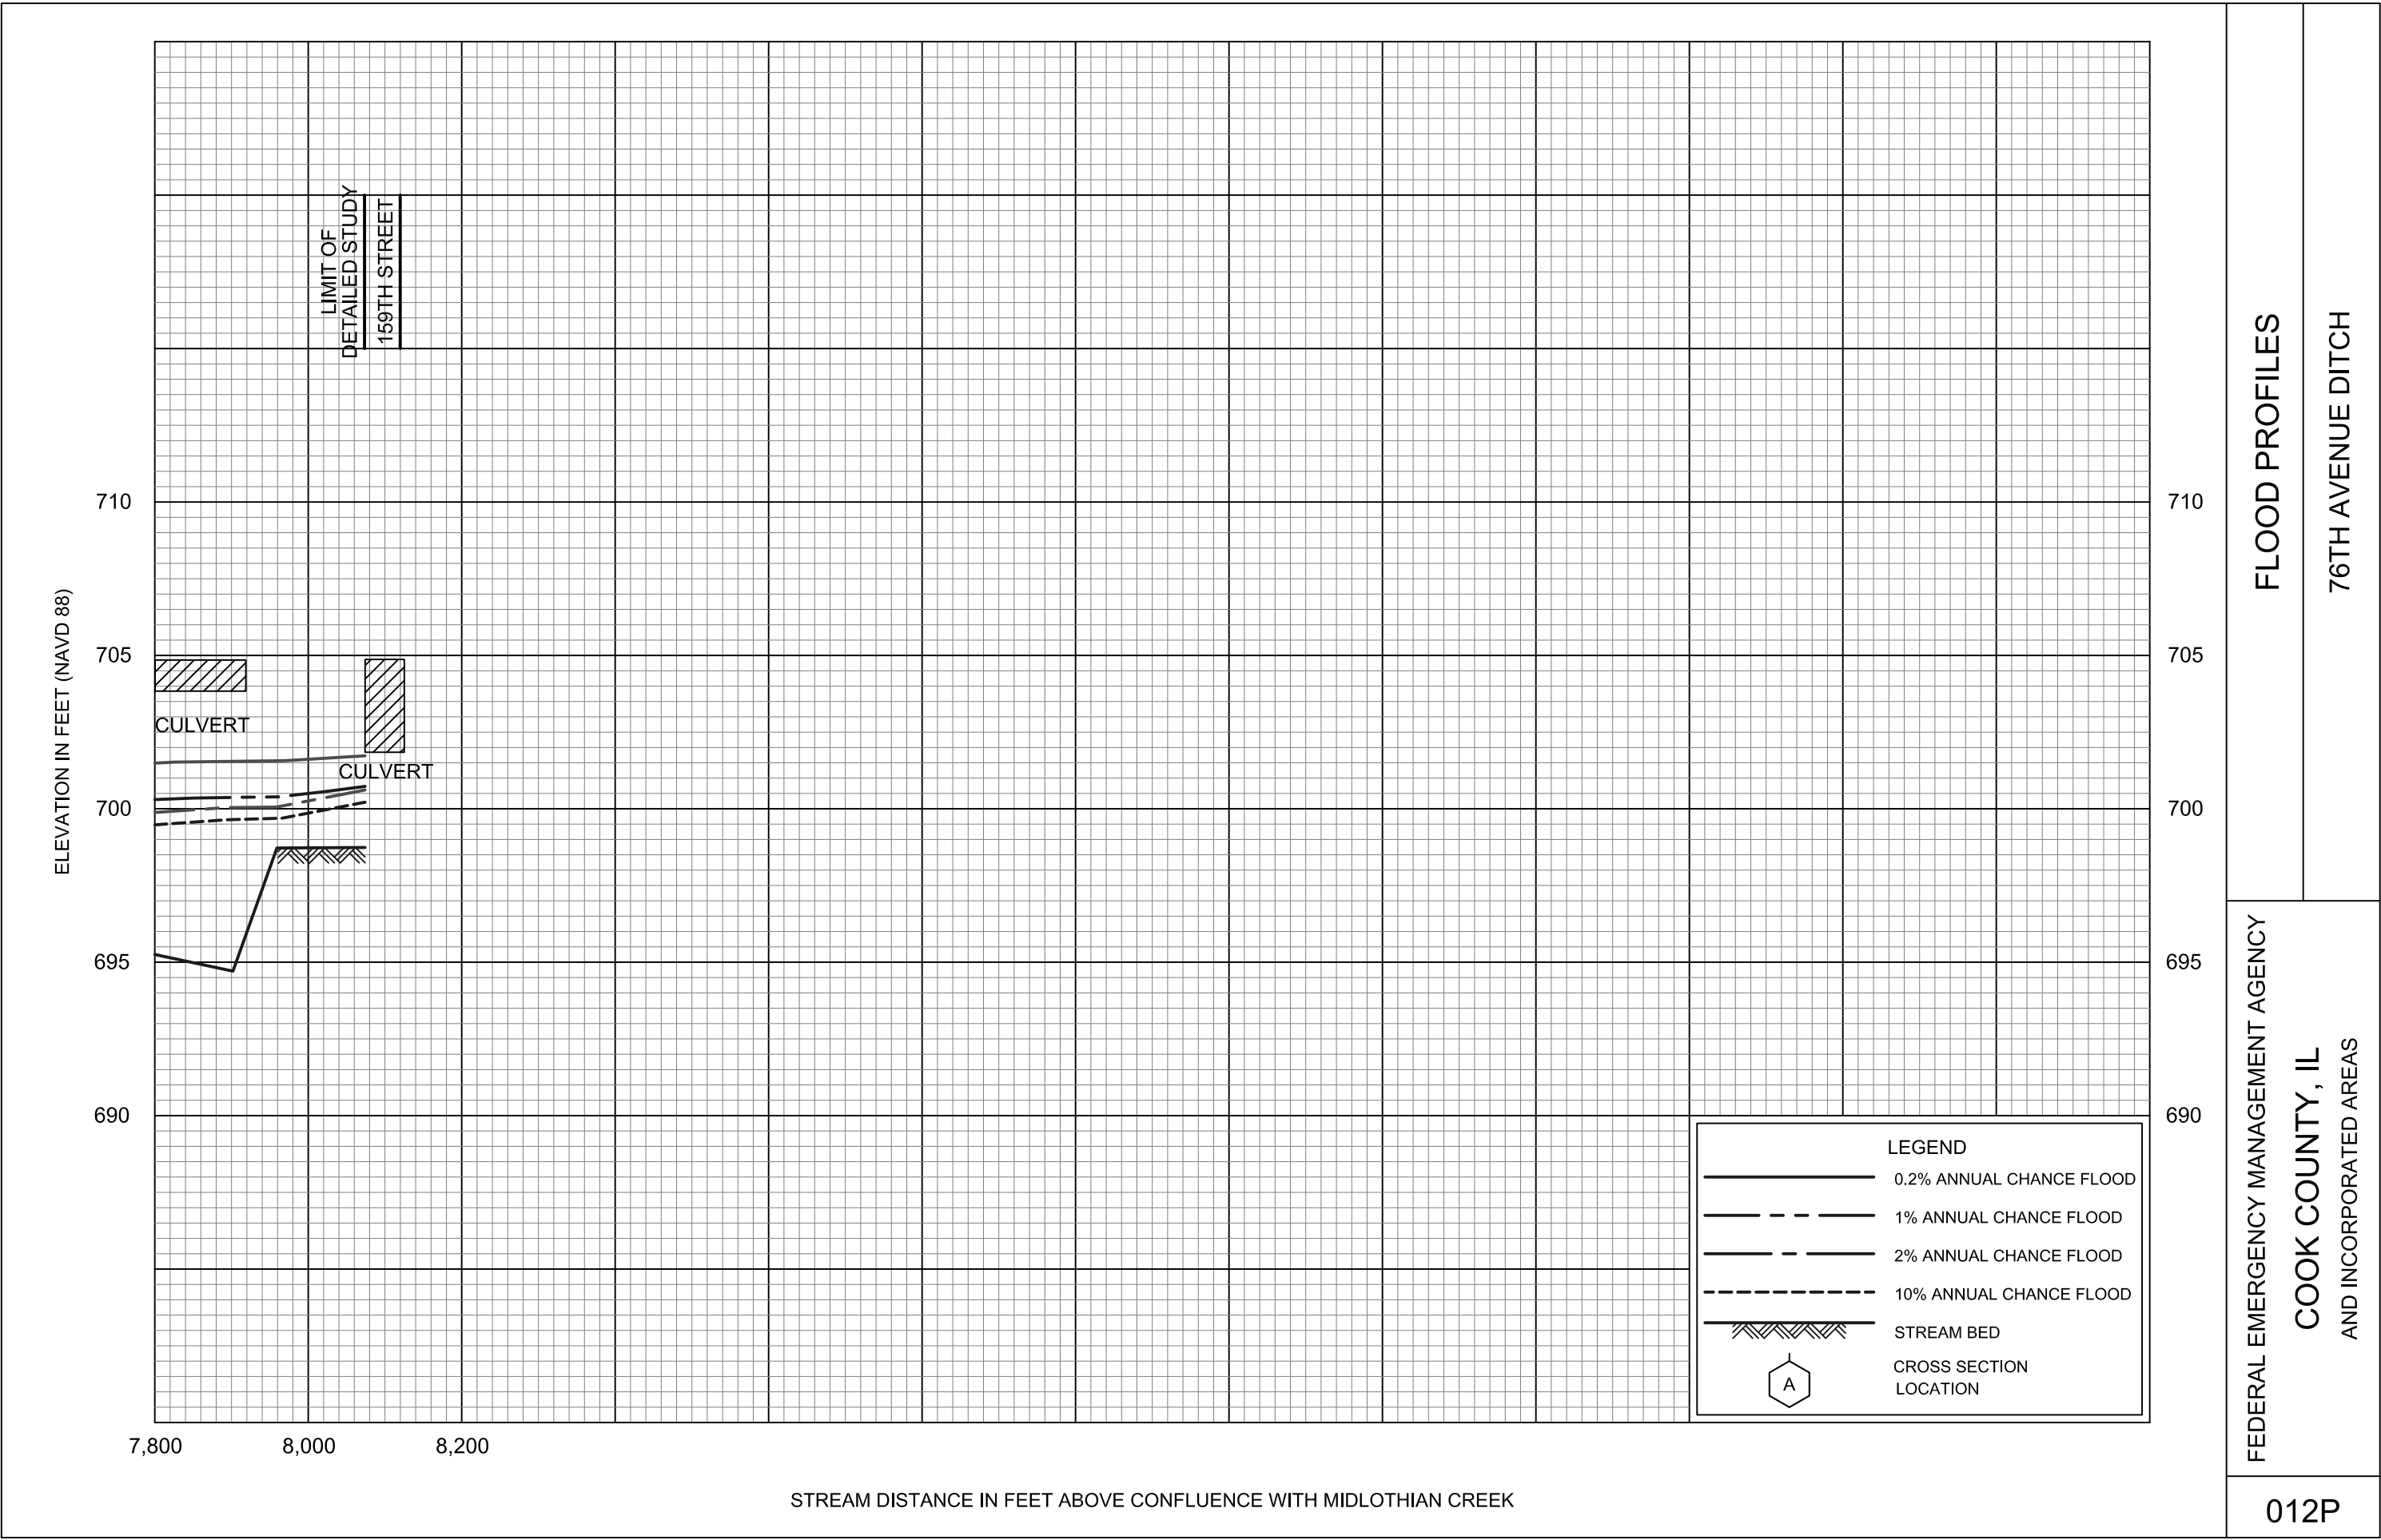 LIMIT OF
DETAILED STUDY
159TH STREET
ELEVATION IN FEET (NAVD 88)
710
705
700
695
690
CULVERT
CULVERT
710
705
700
695
690
7,800
8,000
8,200
STREAM DISTANCE IN FEET ABOVE CONFLUENCE WITH MIDLOTHIAN CREEK
LEGEND
0.2% ANNUAL CHANCE FLOOD
1% ANNUAL CHANCE FLOOD
2% ANNUAL CHANCE FLOOD
10% ANNUAL CHANCE FLOOD
STREAM BED
A
CROSS SECTION
LOCATION
FLOOD PROFILES
76TH AVENUE DITCH
FEDERAL EMERGENCY MANAGEMENT AGENCY
COOK COUNTY, IL
AND INCORPORATED AREAS
012P